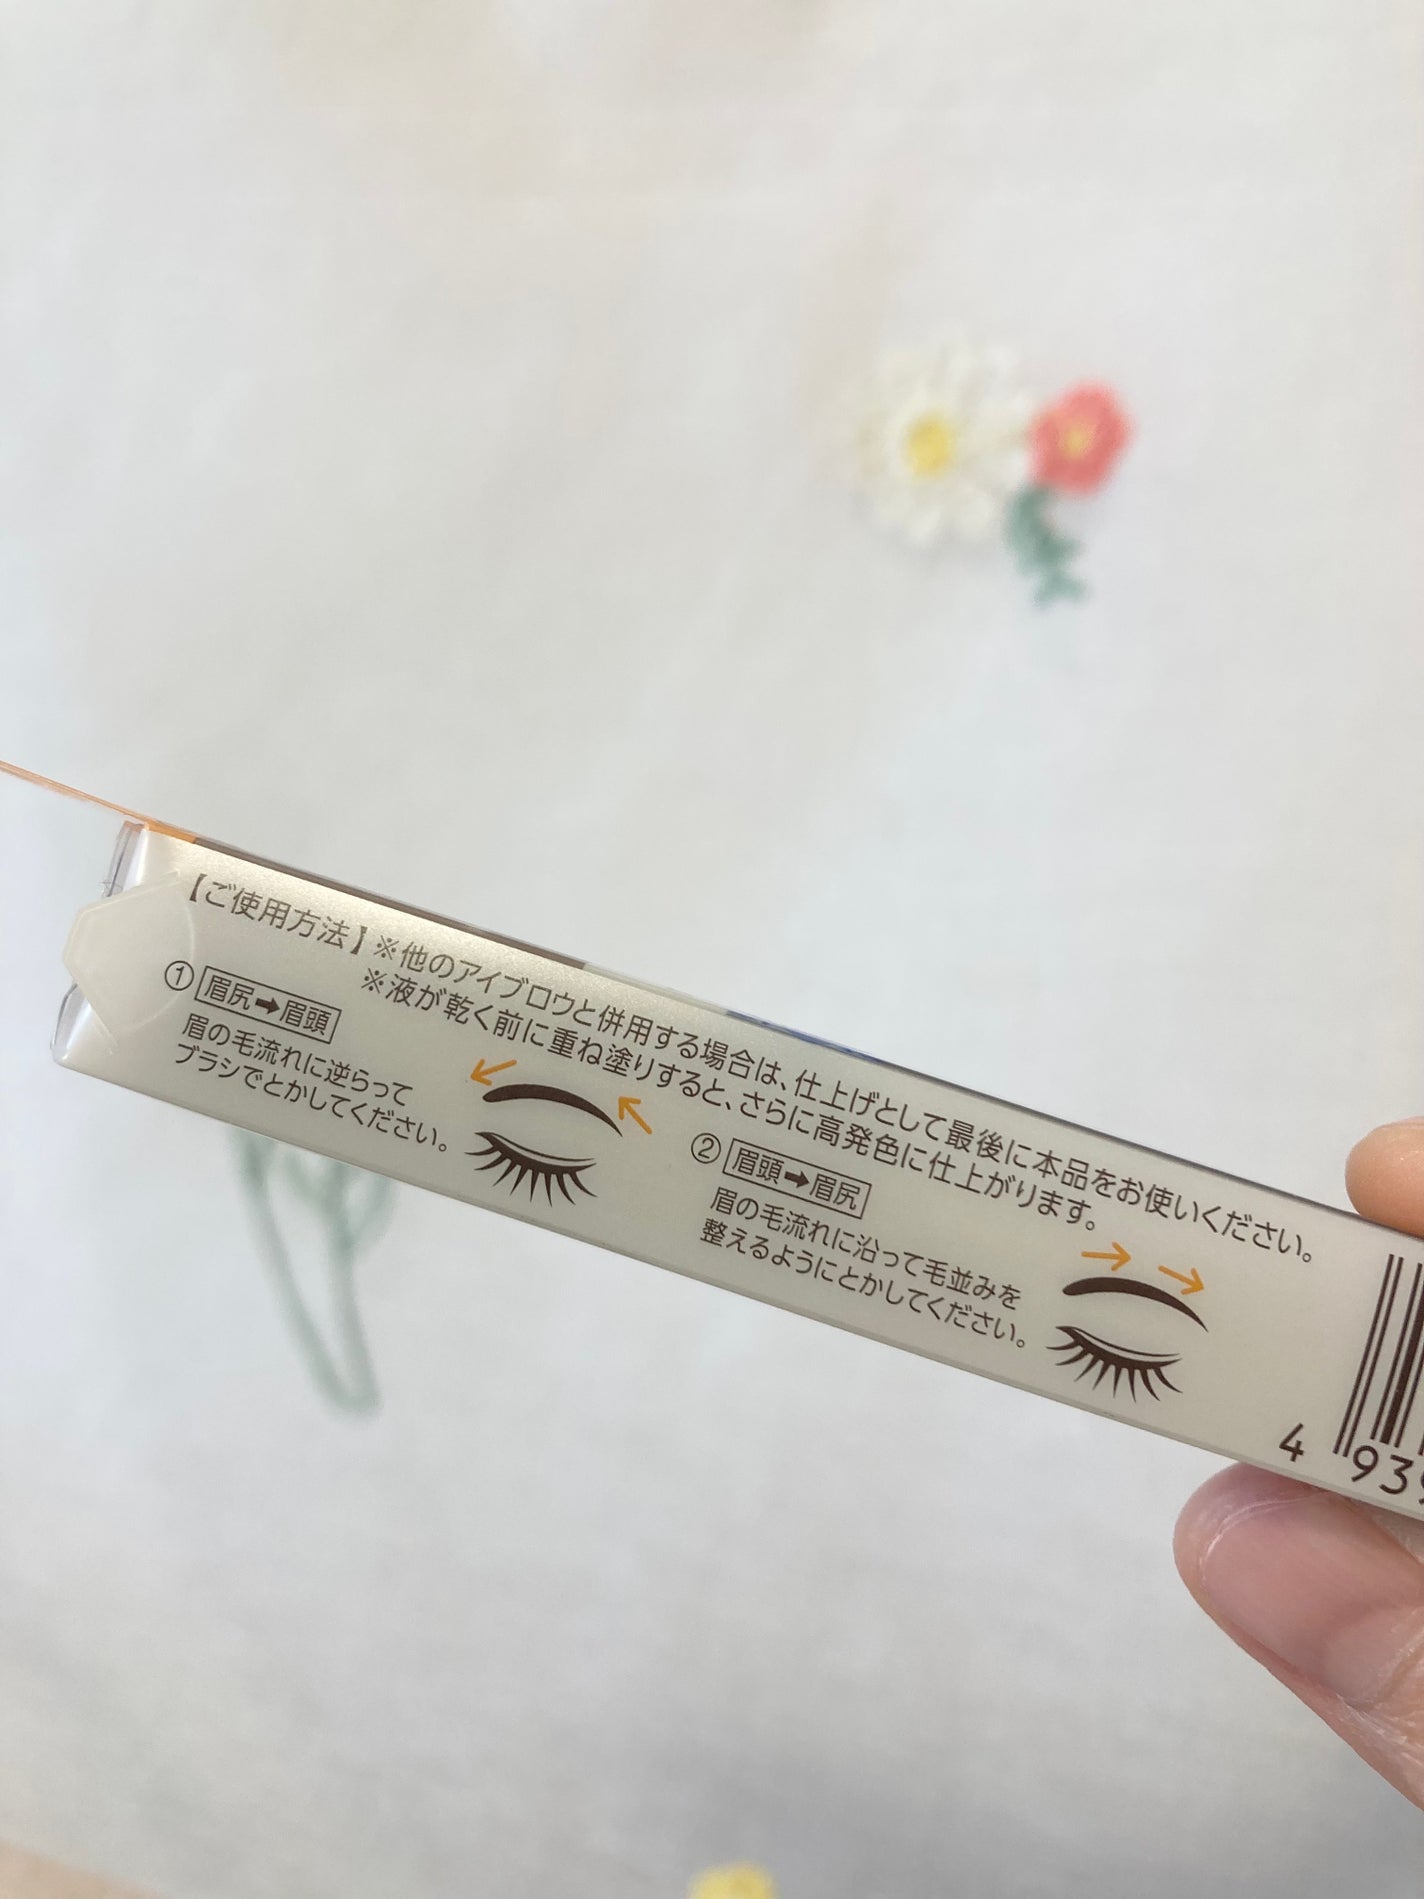 【ご使用方法】※他のアイブロウと併用する場合は、仕上げとして最後に本品をお使いください。
※液が乾く前に重ね塗りすると、さらに高発色に仕上がります。
① 眉尻➡眉頭
眉の毛流れに逆らって
ブラシでとかしてください。
② 眉頭➡眉尻
眉の毛流れに沿って毛並みを
整えるようにとかしてください。
4 939